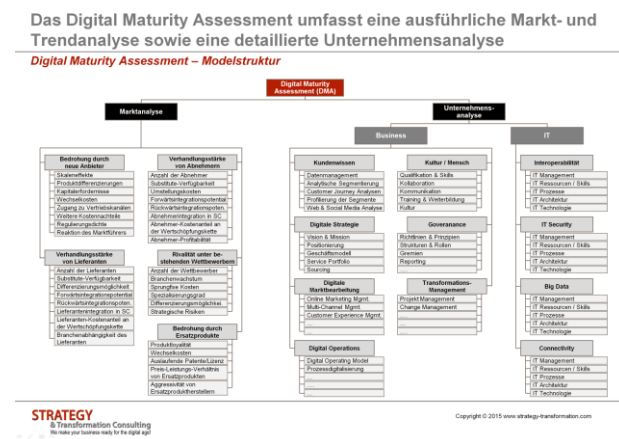 Das Digital Maturity Assessment umfasst eine ausführliche Markt- und
Trendanalyse sowie eine detaillierte Unternehmensanalyse
Digital Maturity Assessment – Modelstruktur
Digital Maturity
Assessment (DMA)
Marktanalyse
Unternehmens-
analyse
Business
IT
Bedrohung durch
neue Anbieter
Skaleneffekte
Produktdifferenzierungen
Kapitalerfordernisse
Wechselkosten
Zugang zu Vertriebskanälen
Weitere Kostennachteile
Regulierungsdichte
Reaktion des Marktführers
Verhandlungsstärke
von Lieferanten
Anzahl der Lieferanten
Substitute-Verfügbarkeit
Differenzierungsmöglichkeit
Forwärtsintegrationspotential
Rückwärtsintegrationspoten.
Lieferantenintegration in SC
Lieferanten-Kostenanteil an
der Wertschöpfungskette
Branchenabhängigkeit des
Lieferanten
Verhandlungsstärke
von Abnehmern
Anzahl der Abnehmer
Substitute-Verfügbarkeit
Umstellungskosten
Forwärtsintegrationspotential
Rückwärtsintegrationspoten.
Abnehmerintegration in SC
Abnehmer-Kostenanteil an
der Wertschöpfungskette
Abnehmer-Profitabilität
Rivalität unter be-
stehenden Wettbewerbern
Anzahl der Wettbewerber
Branchenwachstum
Sprungfixe Kosten
Spezialisierungsgrad
Differenzierungsmöglichkei.
Strategische Risiken
Bedrohung durch
Ersatzprodukte
Produktloyalität
Wechselkosten
Auslaufende Patente/Lizenz
Preis-Leistungs-Verhältnis
von Ersatzprodukten
Aggressivität von
Ersatzproduktherstellern
Kundenwissen
Datenmanagement
Analytische Segmentierung
Customer Journey Analysen
Profilierung der Segmente
Web & Social Media Analyse
Digitale Strategie
Vision & Mission
Positionierung
Geschäftsmodell
Service Portfolio
Sourcing
Digitale
Marktbearbeitung
Online Marketing Mgmt.
Multi-Channel Mgmt.
Customer Experience Mgmt.
....
....
Digital Operations
Digital Operating Model
Prozessdigitalisierung
....
....
....
Kultur / Mensch
Qualifikation & Skills
Kollaboration
Kommunikation
Training & Weiterbildung
Kultur
Goveranance
Richtlinien & Prinzipien
Strukturen & Rollen
Gremien
Reporting
....
Transformations-
Management
Projekt Management
Change Management
....
....
Interoperabilität
IT Management
IT Ressourcen / Skills
IT Prozesse
IT Architektur
IT Technologie
IT Security
IT Management
IT Ressourcen / Skills
IT Prozesse
IT Architektur
IT Technologie
Big Data
IT Management
IT Ressourcen / Skills
IT Prozesse
IT Architektur
IT Technologie
Connectivity
IT Management
IT Ressourcen / Skills
IT Prozesse
IT Architektur
IT Technologie
STRATEGY
& Transformation Consulting
We make your business ready for the digital age!
Copyright © 2015 www.strategy-transformation.com